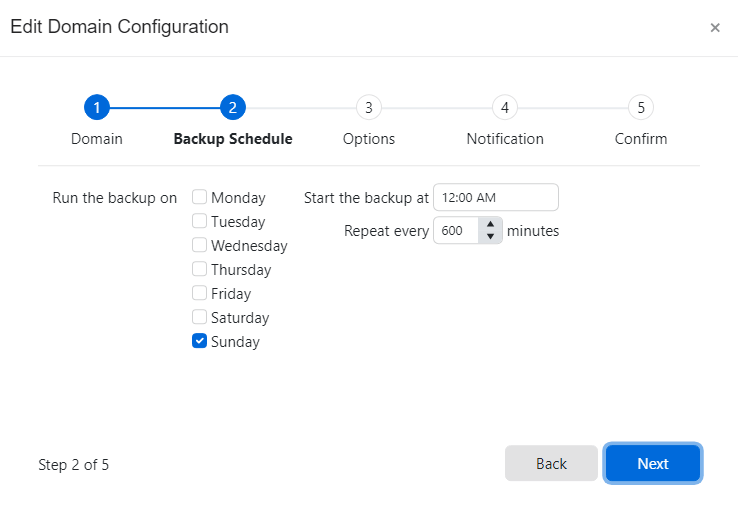 Edit Domain Configuration ×
1 2 3 4 5
Domain Backup Schedule Options Notification Confirm
Run the backup on Monday Start the backup at 12:00 AM
Tuesday Repeat every 600 minutes
Wednesday
Thursday
Friday
Saturday
Sunday
Step 2 of 5 Back Next